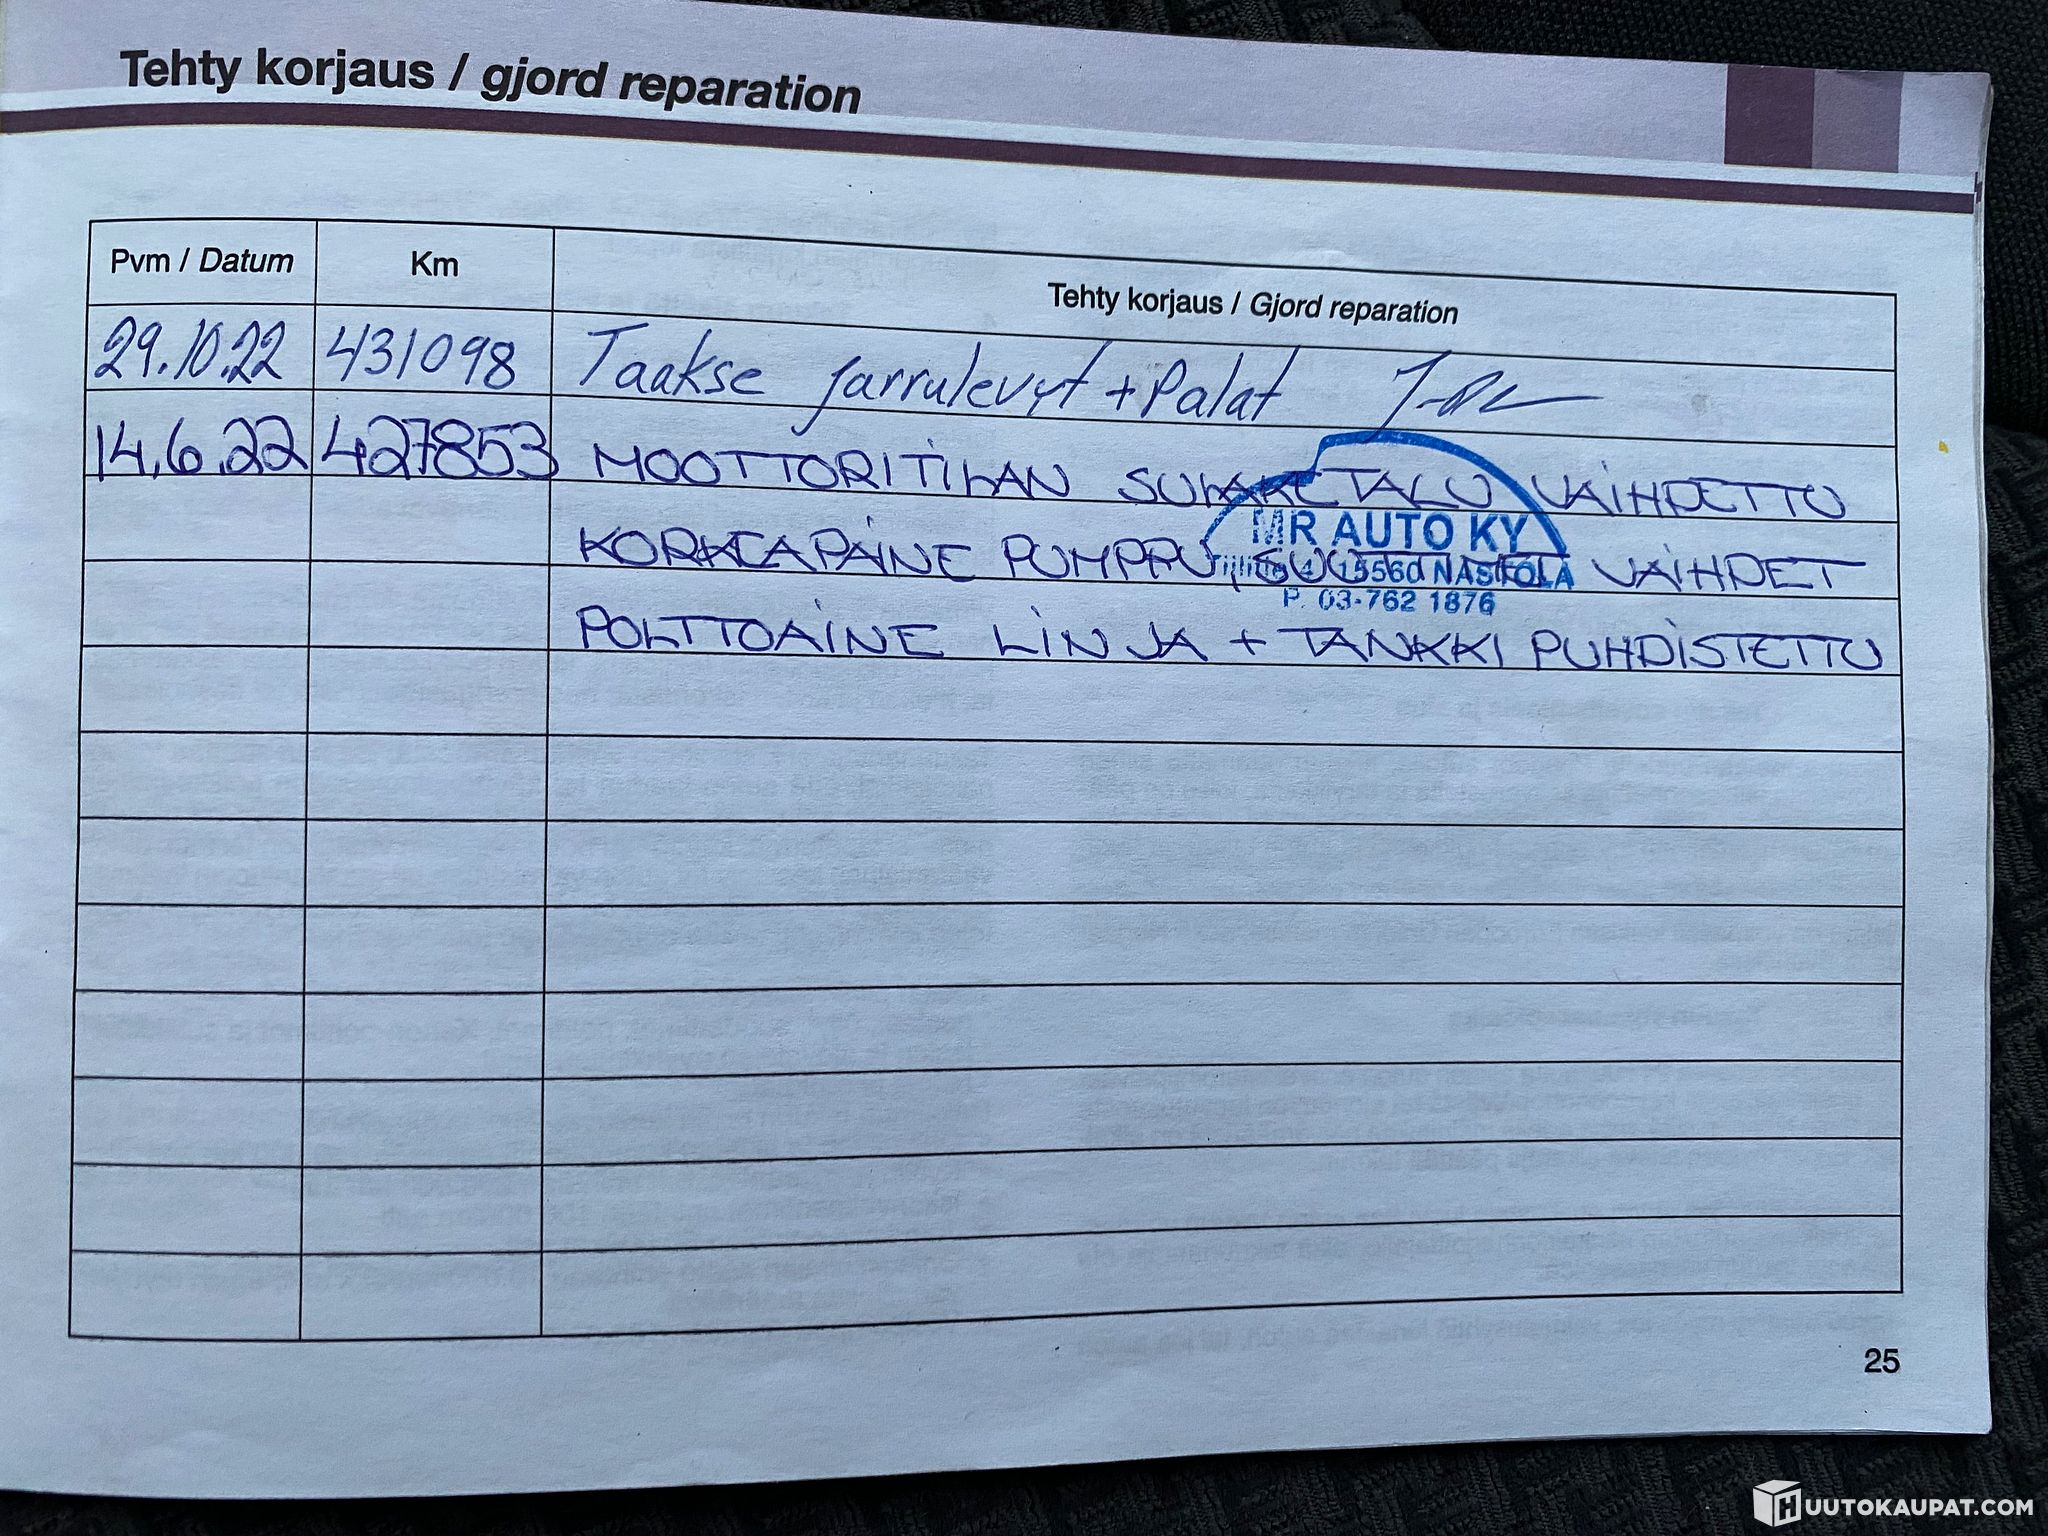 Tehty korjaus / gjord reparation
Pvm / Datum Km Tehty korjaus / Gjord reparation
29.10.22 431098 Taakse jarrulevyt + Palat
14.6.22 427853 MOOTTORITILAN SULAKETALO VAIHDETTU
KORKEAPAINE PUMPPU, SUUTTIMET VAIHDET
POLTTOAINE LINJA + TANKKI PUHDISTETTU
MR AUTO KY
15560 NASTOLA
P. 03-762 1876
25
HUUTOKAUPAT.COM